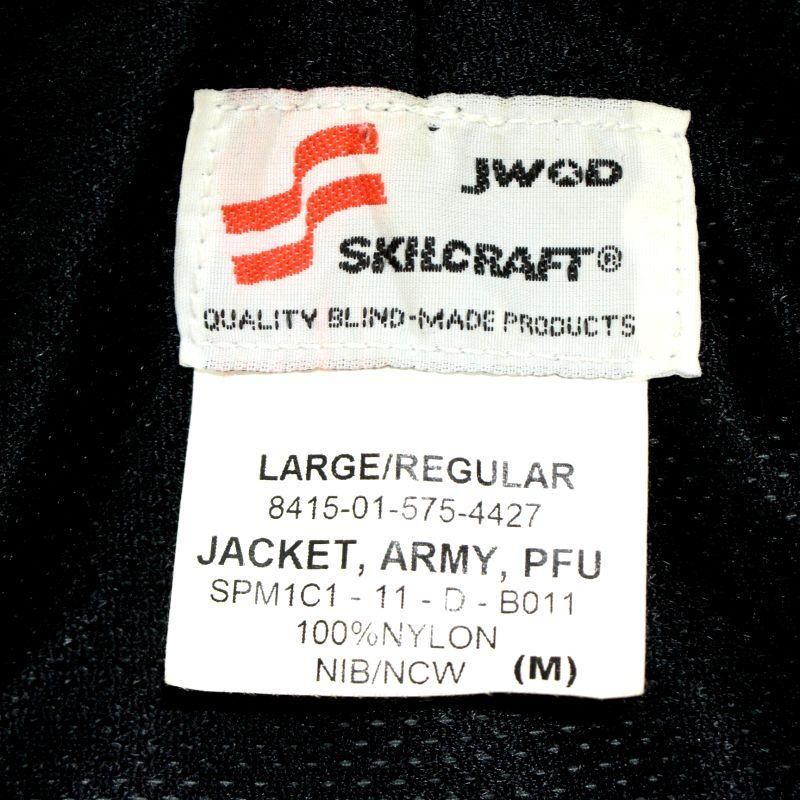 JWOD
SKILCRAFT®
QUALITY BLIND-MADE PRODUCTS
LARGE/REGULAR
8415-01-575-4427
JACKET, ARMY, PFU
SPM1C1 - 11 - D - B011
100%NYLON
NIB/NCW (M)